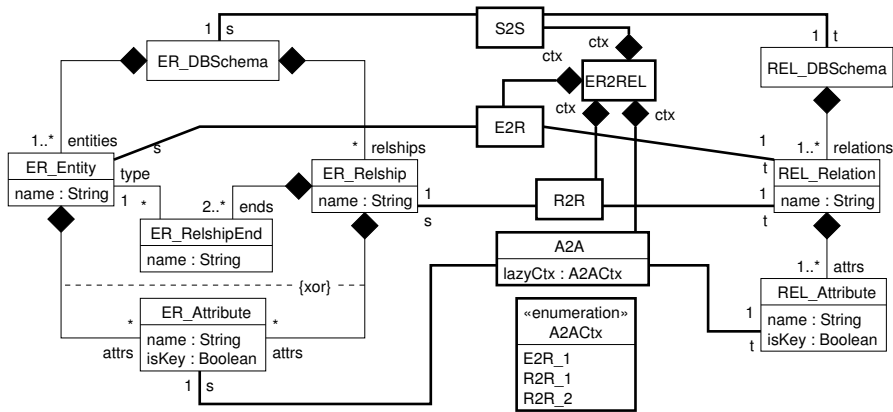 1 s
S2S
ctx
ctx
1 t
ER_DBSchema
ER2REL
REL_DBSchema
ctx
ctx
E2R
1..* entities
s
* relships
1
t
1..* relations
ER_Entity
name : String
type
1 *
2..* ends
ER_Relship
name : String
1
s
R2R
1
t
REL_Relation
name : String
ER_RelshipEnd
name : String
A2A
lazyCtx : A2ACtx
1..* attrs
{xor}
REL_Attribute
name : String
isKey : Boolean
1
t
*
attrs
ER_Attribute
name : String
isKey : Boolean
*
attrs
1 s
«enumeration»
A2ACtx
E2R_1
R2R_1
R2R_2